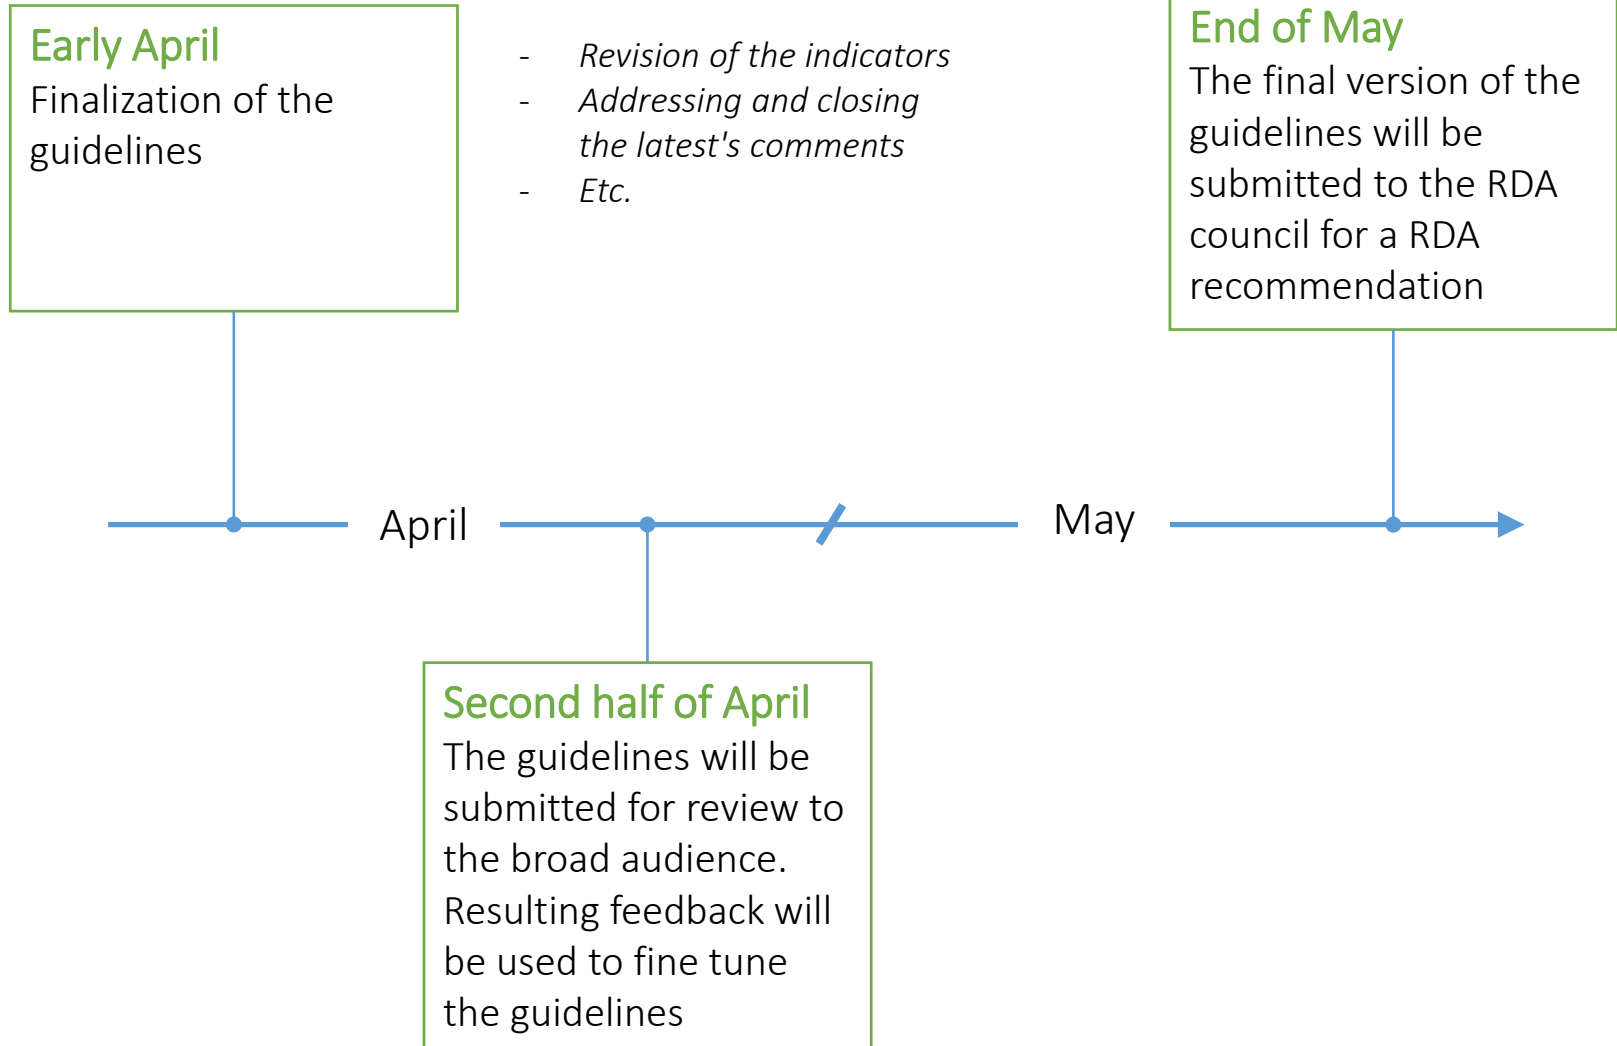 Early April
Finalization of the
guidelines
- Revision of the indicators
- Addressing and closing
the latest's comments
- Etc.
End of May
The final version of the
guidelines will be
submitted to the RDA
council for a RDA
recommendation
April
May
Second half of April
The guidelines will be
submitted for review to
the broad audience.
Resulting feedback will
be used to fine tune
the guidelines